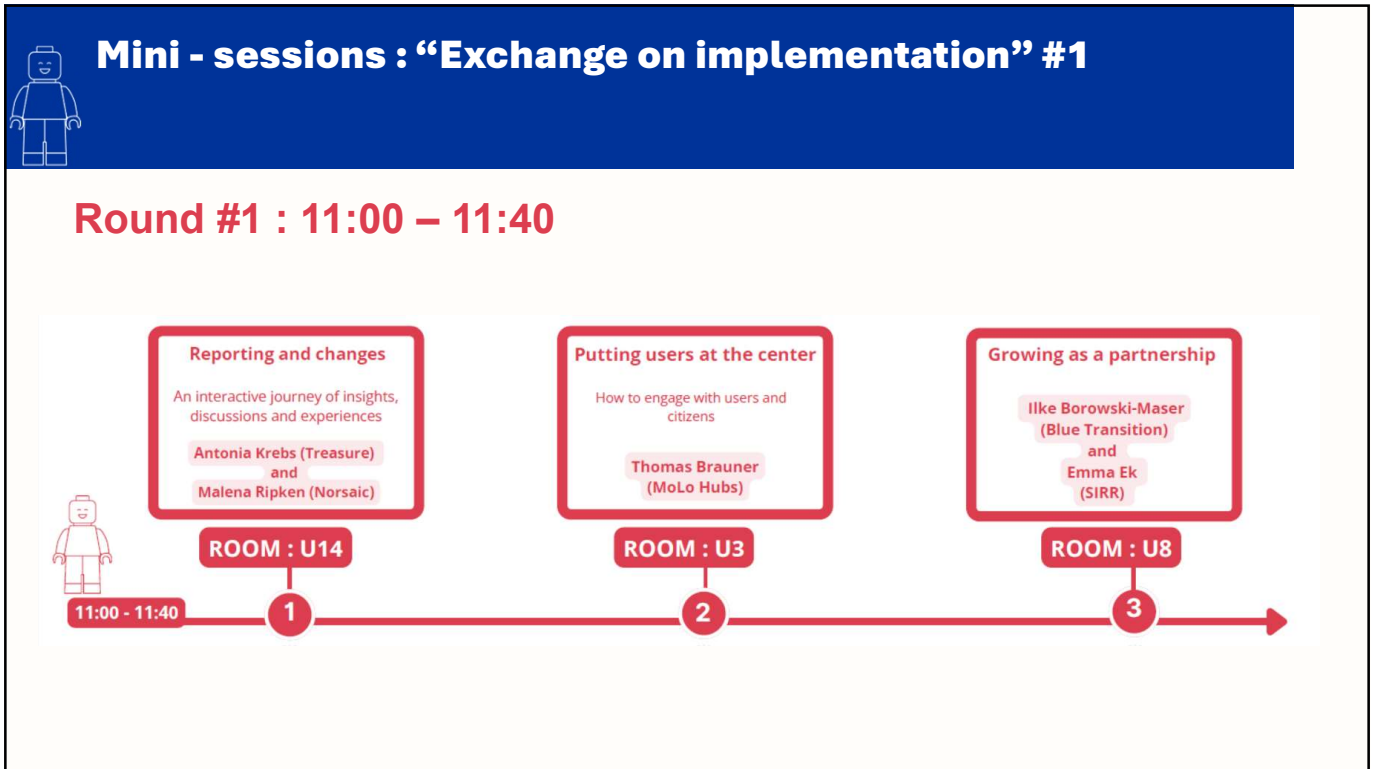 Mini - sessions : “Exchange on implementation” #1
Round #1 : 11:00 – 11:40
Reporting and changes
An interactive journey of insights,
discussions and experiences
Antonia Krebs (Treasure)
and
Malena Ripken (Norsaic)
ROOM : U14
1
Putting users at the center
How to engage with users and
citizens
Thomas Brauner
(MoLo Hubs)
ROOM : U3
2
Growing as a partnership
Ilke Borowski-Maser
(Blue Transition)
and
Emma Ek
(SIRR)
ROOM : U8
3
11:00 - 11:40